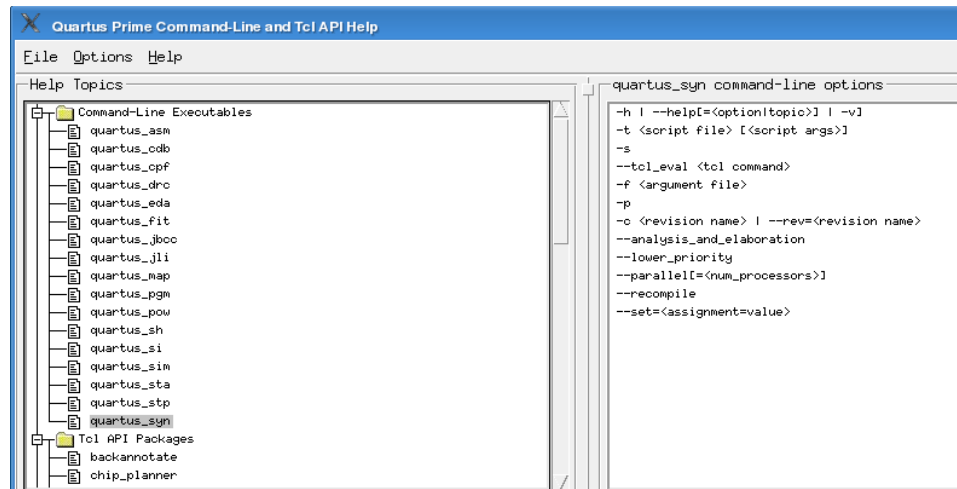 Quartus Prime Command-Line and Tcl API Help
File Options Help
Help Topics
Command-Line Executables
quartus_asm
quartus_cdb
quartus_cpf
quartus_drc
quartus_eda
quartus_fit
quartus_jbcc
quartus_jli
quartus_map
quartus_pgm
quartus_pow
quartus_sh
quartus_si
quartus_sim
quartus_sta
quartus_stp
quartus_syn
Tcl API Packages
backannotate
chip_planner
quartus_syn command-line options
-h | --help[=<option|topic>] | -v]
-t <script file> [<script args>]
-s
--tcl_eval <tcl command>
-f <argument file>
-p
-c <revision name> | --rev=<revision name>
--analysis_and_elaboration
--lower_priority
--parallel[=<num_processors>]
--recompile
--set=<assignment=value>